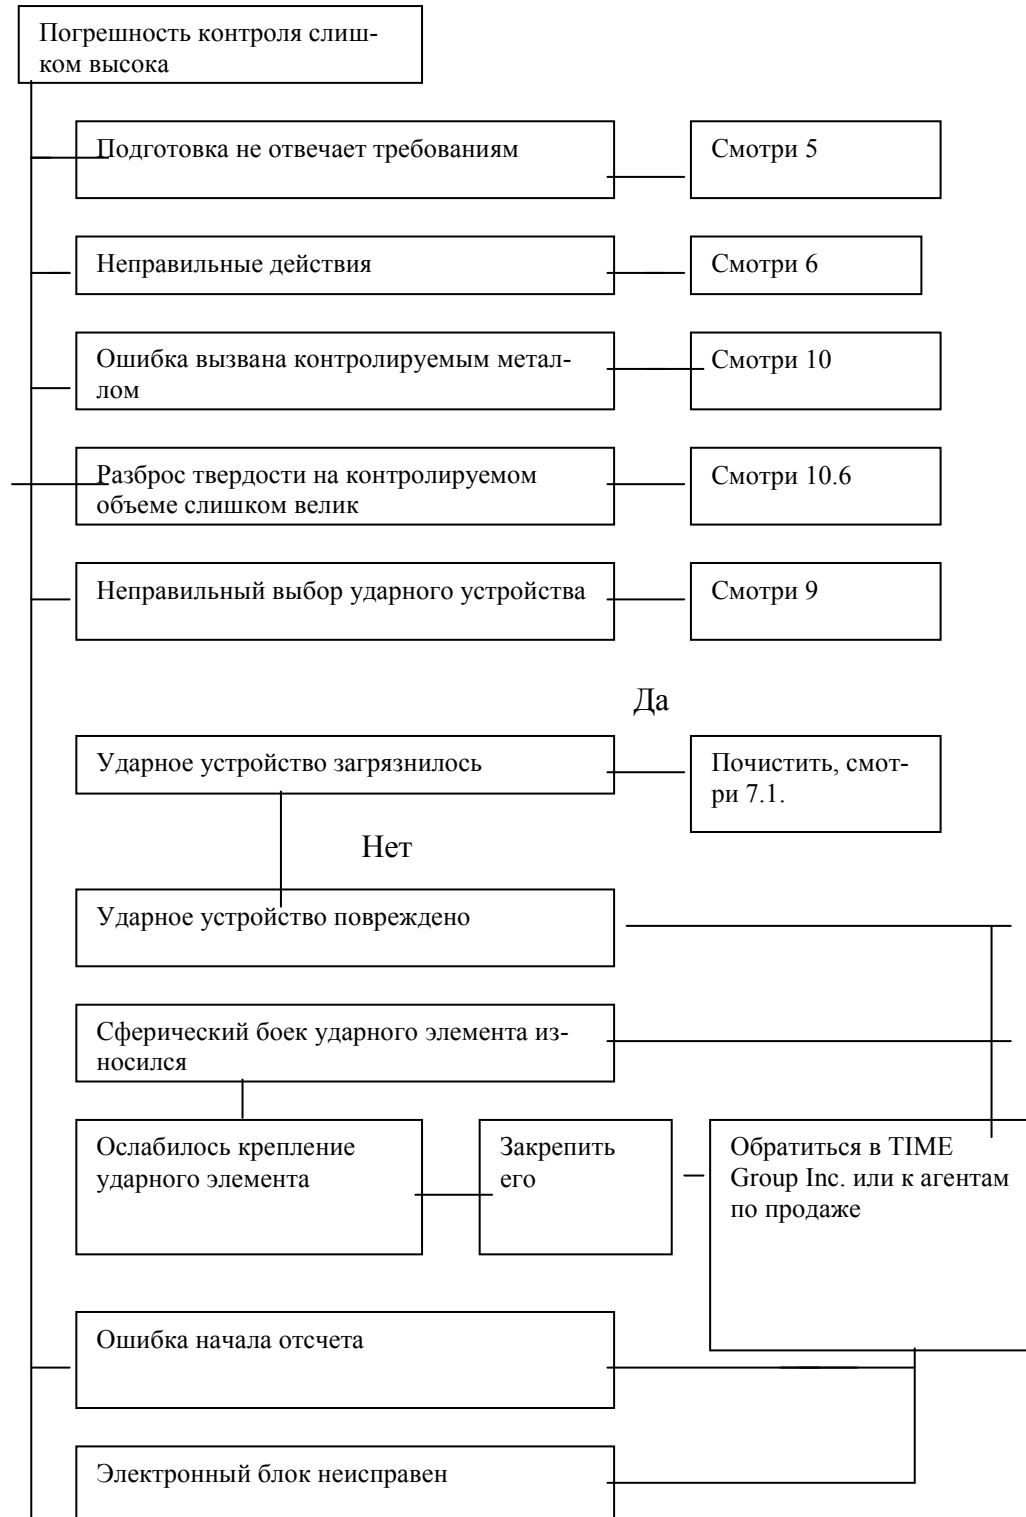 Погрешность контроля слиш-
ком высока
Подготовка не отвечает требованиям
Смотри 5
Неправильные действия
Смотри 6
Ошибка вызвана контролируемым метал-
лом
Смотри 10
Разброс твердости на контролируемом
объеме слишком велик
Смотри 10.6
Неправильный выбор ударного устройства
Смотри 9
Да
Ударное устройство загрязнилось
Почистить, смот-
ри 7.1.
Нет
Ударное устройство повреждено
Сферический боек ударного элемента из-
носился
Ослабилось крепление
ударного элемента
Закрепить
его
Обратиться в TIME
Group Inc. или к агентам
по продаже
Ошибка начала отсчета
Электронный блок неисправен